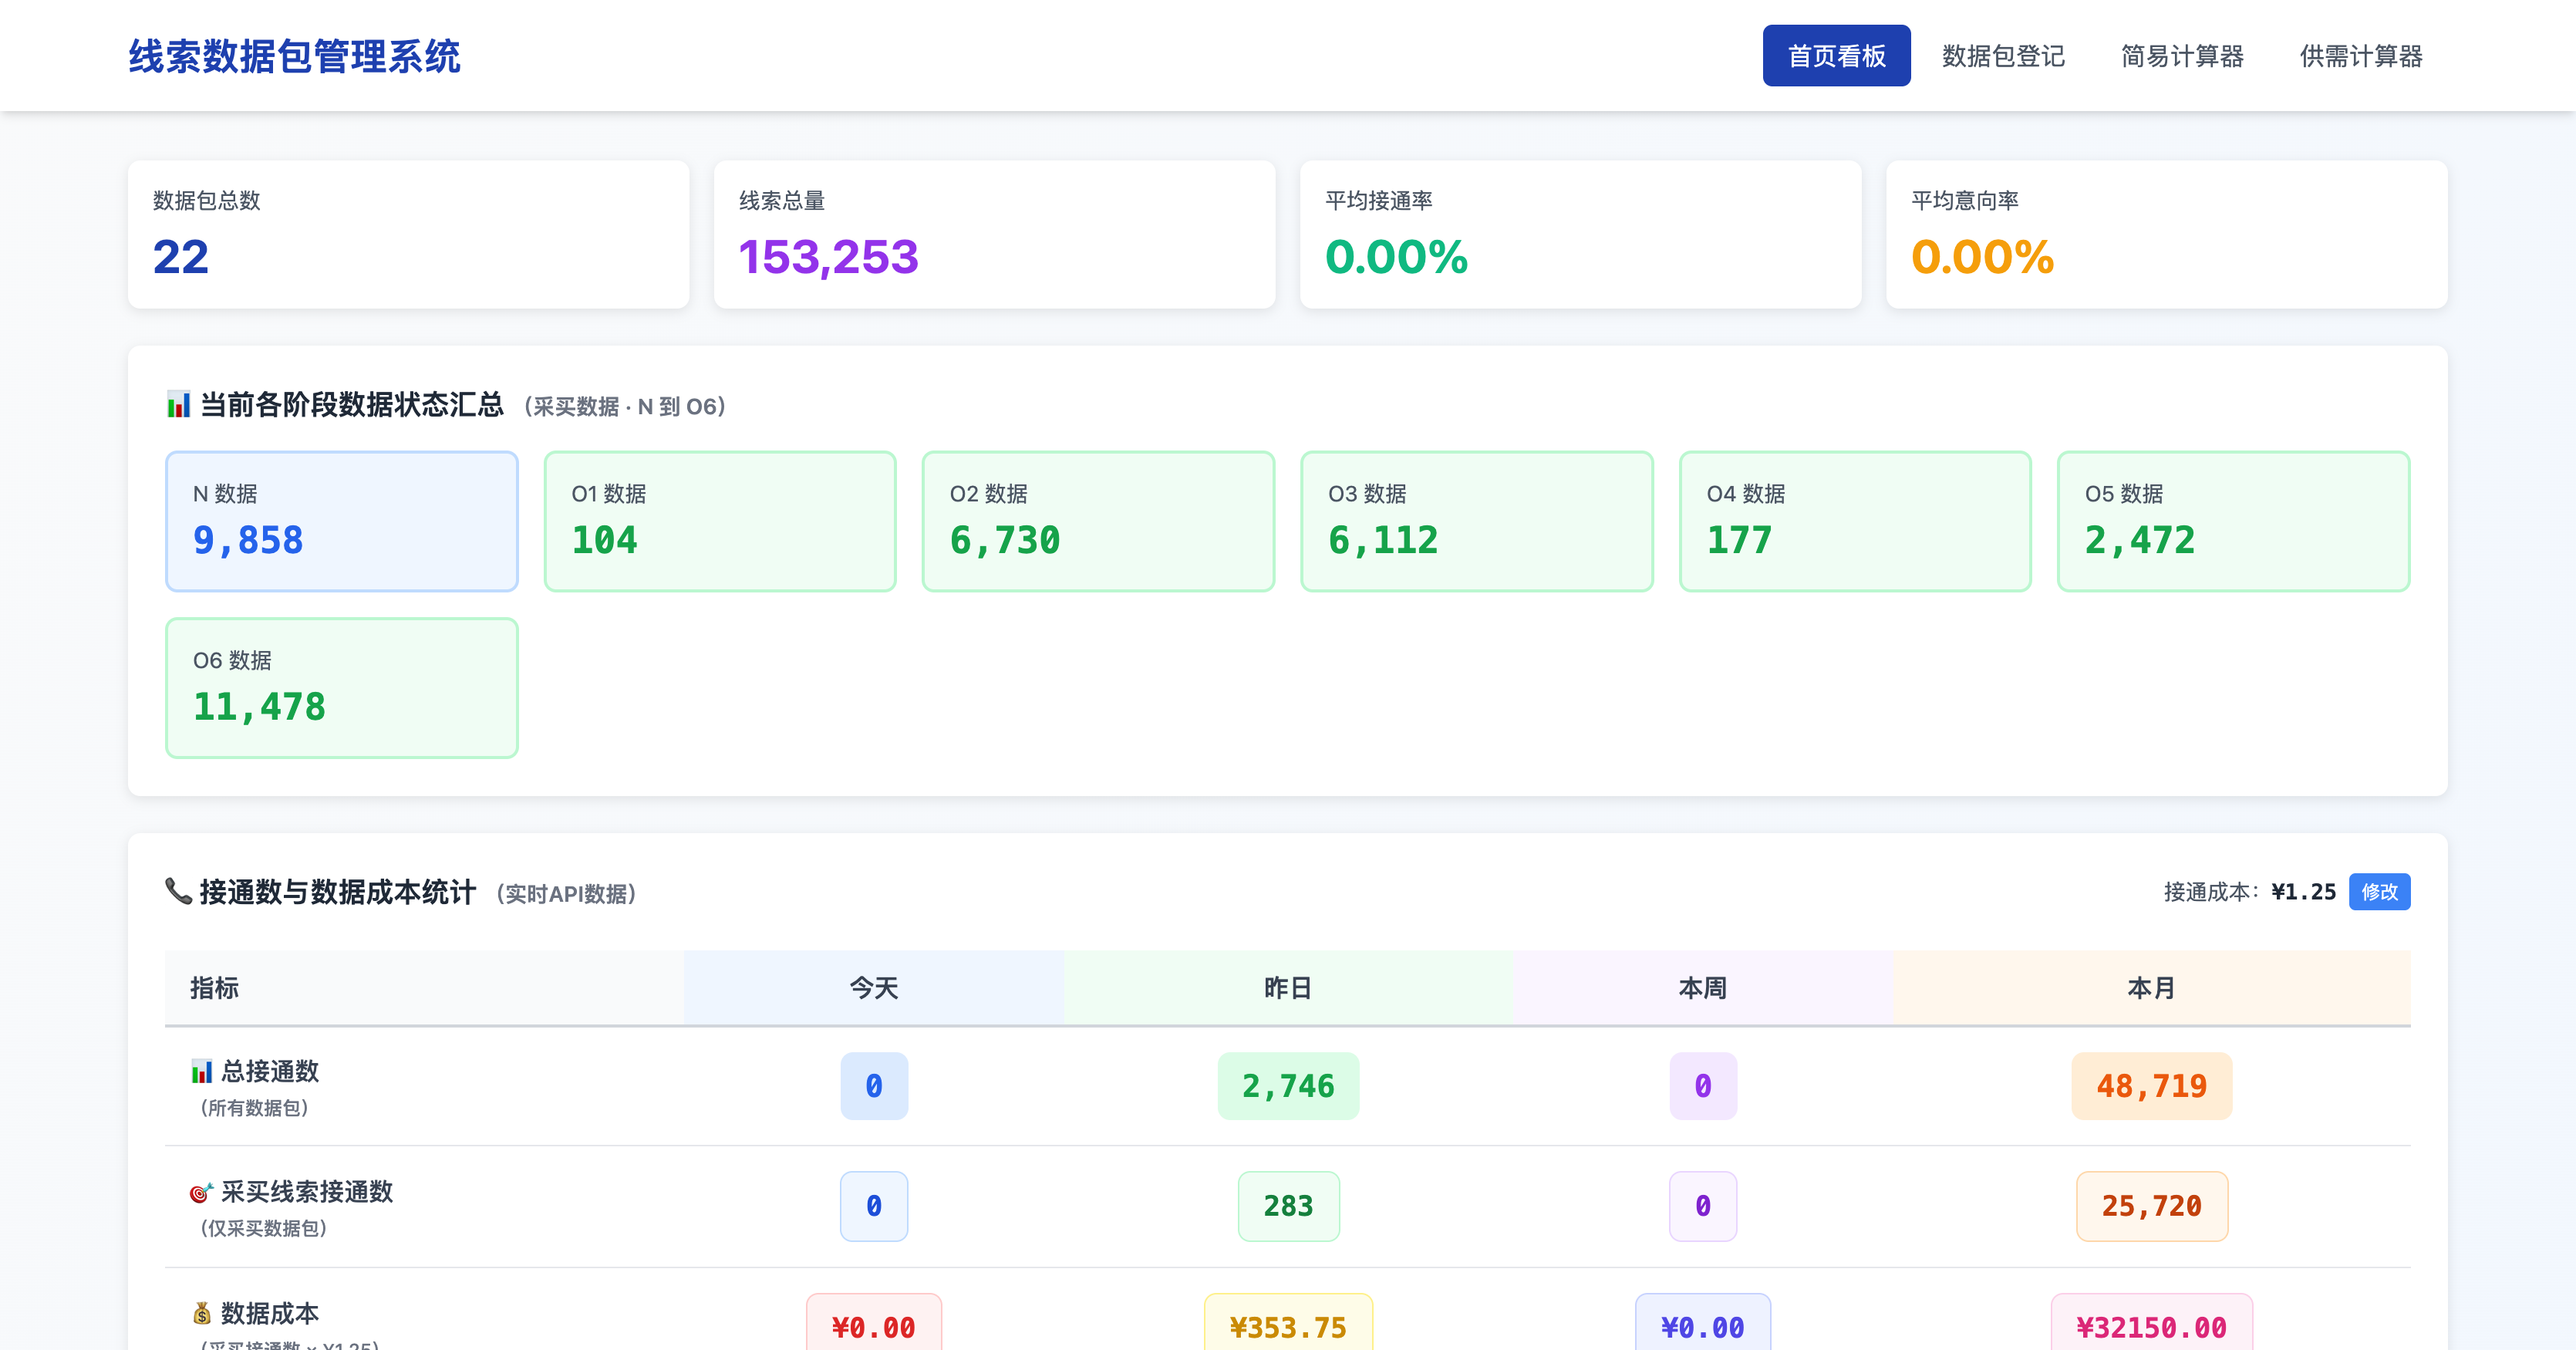 线索数据包管理系统
首页看板 数据包登记 简易计算器 供需计算器
数据包总数 线索总量 平均接通率 平均意向率
22 153,253 0.00% 0.00%
📊 当前各阶段数据状态汇总 (采买数据 · N 到 O6)
N 数据 O1 数据 O2 数据 O3 数据 O4 数据 O5 数据
9,858 104 6,730 6,112 177 2,472
O6 数据
11,478
📞 接通数与数据成本统计 (实时API数据) 接通成本: ¥1.25 修改
指标 今天 昨日 本周 本月
📊 总接通数 0 2,746 0 48,719
(所有数据包)
🎯 采买线索接通数 0 283 0 25,720
(仅采买数据包)
💰 数据成本 ¥0.00 ¥353.75 ¥0.00 ¥32150.00
(采买接通数 × ¥1.25)